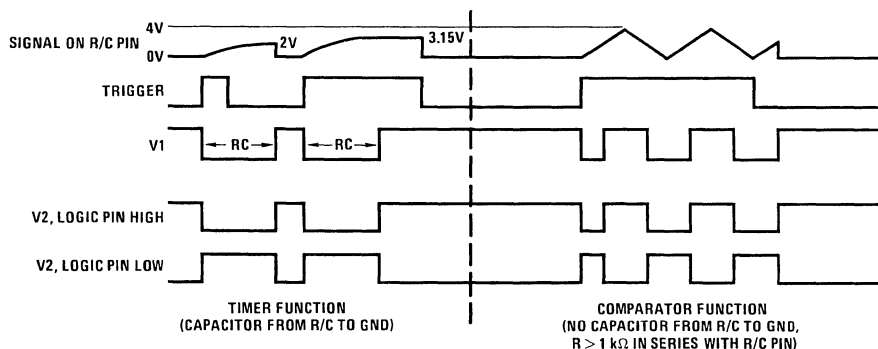 4V
SIGNAL ON R/C PIN
2V
3.15V
0V
TRIGGER
V1
RC
RC
V2, LOGIC PIN HIGH
V2, LOGIC PIN LOW
TIMER FUNCTION
(CAPACITOR FROM R/C TO GND)
COMPARATOR FUNCTION
(NO CAPACITOR FROM R/C TO GND,
R > 1 kΩ IN SERIES WITH R/C PIN)